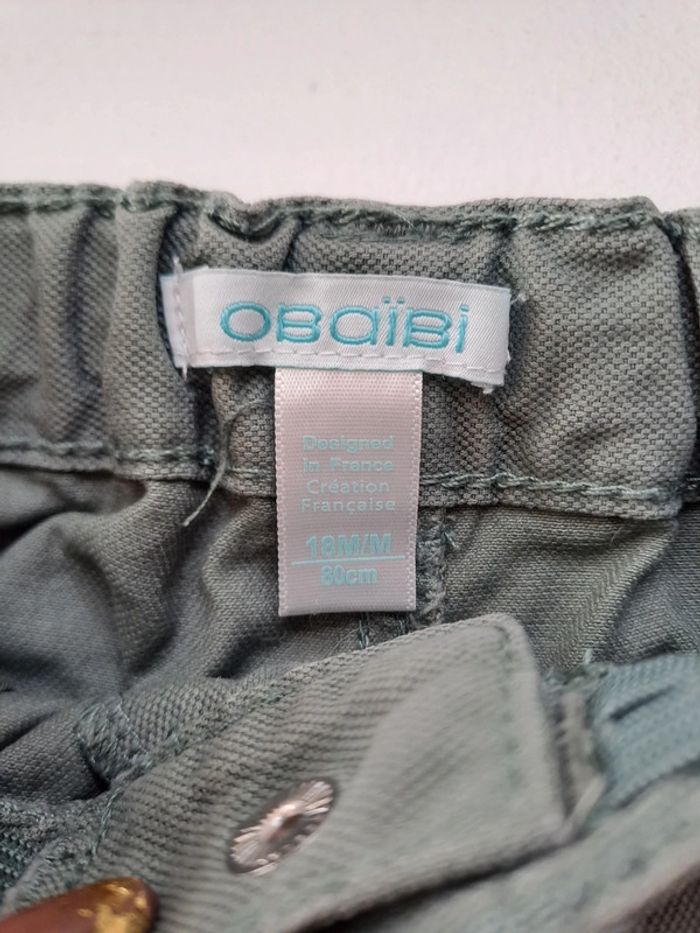 OBaïBi
Designed
in France
Création
Française
18M/M
80cm